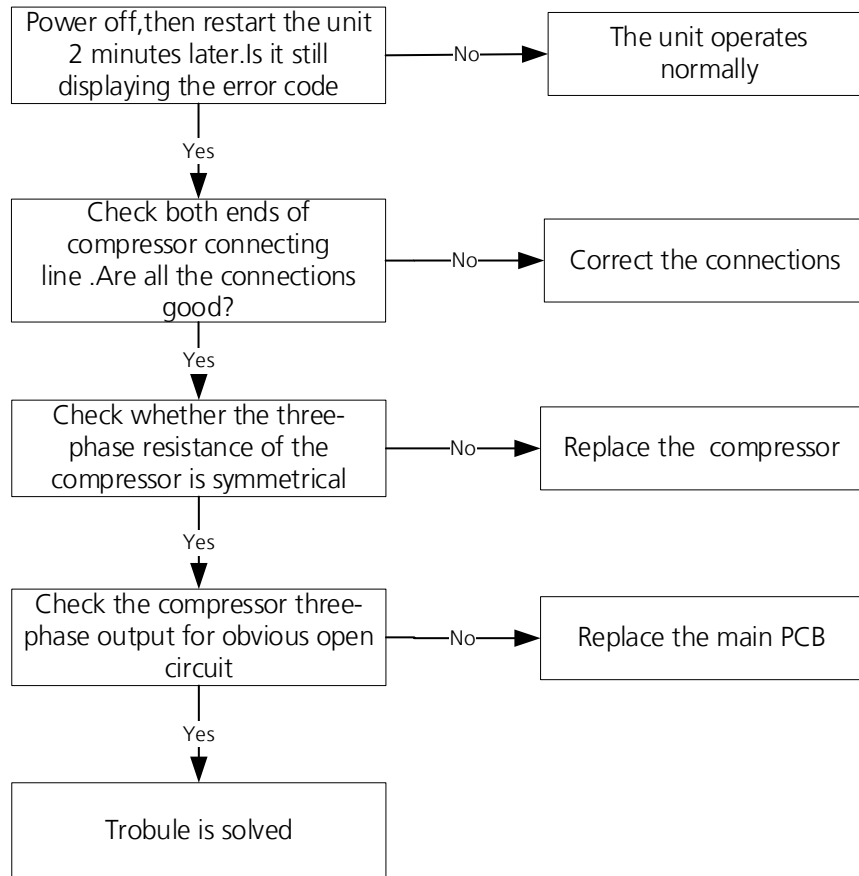 Power off,then restart the unit
2 minutes later.Is it still
displaying the error code
No
The unit operates
normally
Yes
Check both ends of
compressor connecting
line .Are all the connections
good?
No
Correct the connections
Yes
Check whether the three-
phase resistance of the
compressor is symmetrical
No
Replace the  compressor
Yes
Check the compressor three-
phase output for obvious open
circuit
No
Replace the main PCB
Yes
Trobule is solved